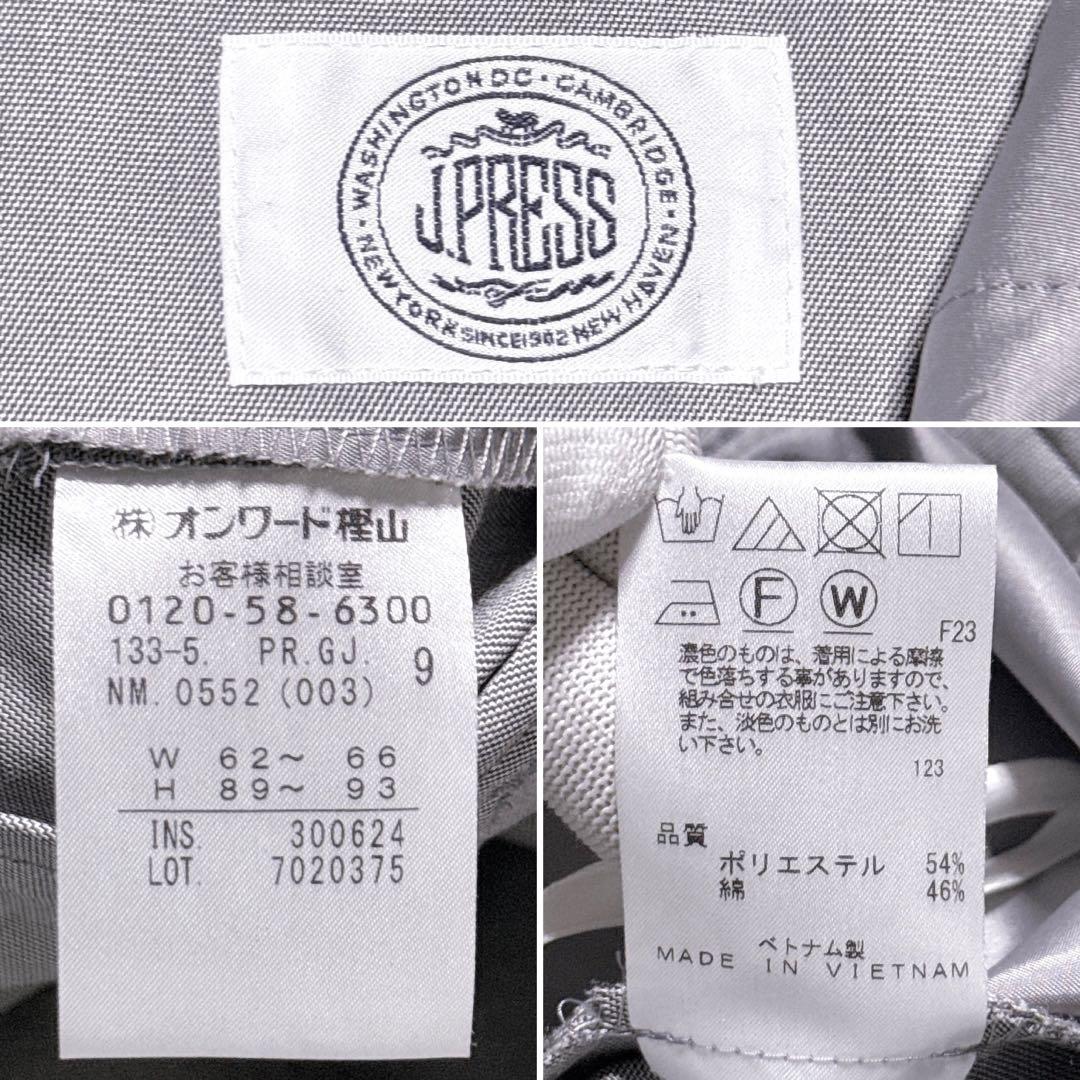 WASHINGTON DC · CAMBRIDGE
J.PRESS
NEW YORK SINCE 1902 NEW HAVEN
㈱オンワード樫山
お客様相談室
0120-58-6300
133-5. PR.GJ. 9
NM. 0552 (003)
W 62〜 66
H 89〜 93
INS. 300624
LOT. 7020375
F W
F23
濃色のものは、着用による摩擦
で色落ちする事がありますので、
組み合せの衣服にご注意下さい。
また、淡色のものとは別にお洗
い下さい。
123
品質
ポリエステル 54%
綿 46%
ベトナム製
MADE IN VIETNAM